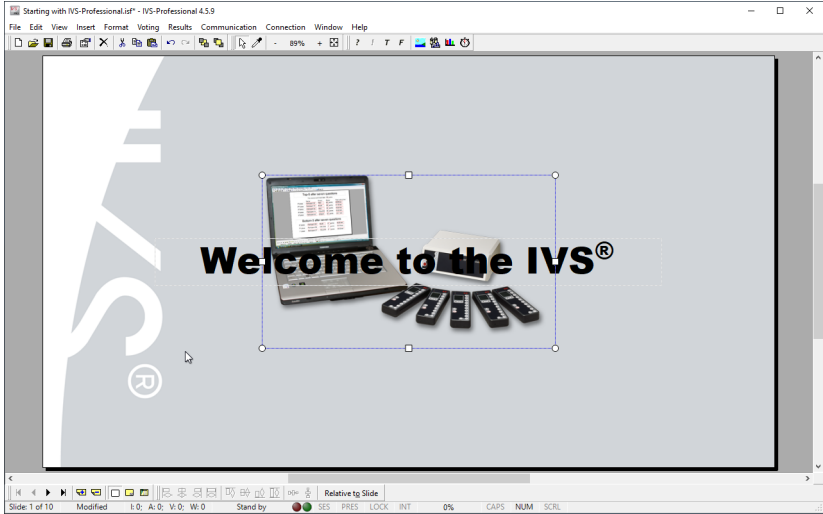 Starting with IVS-Professional.isf* - IVS-Professional 4.5.9
File Edit View Insert Format Voting Results Communication Connection Window Help
89%
? ! T F
IVS®
Welcome to the IVS®
Relative to Slide
Slide: 1 of 10 Modified I: 0; A: 0; V: 0; W: 0 Stand by SES PRES LOCK INT 0% CAPS NUM SCRL